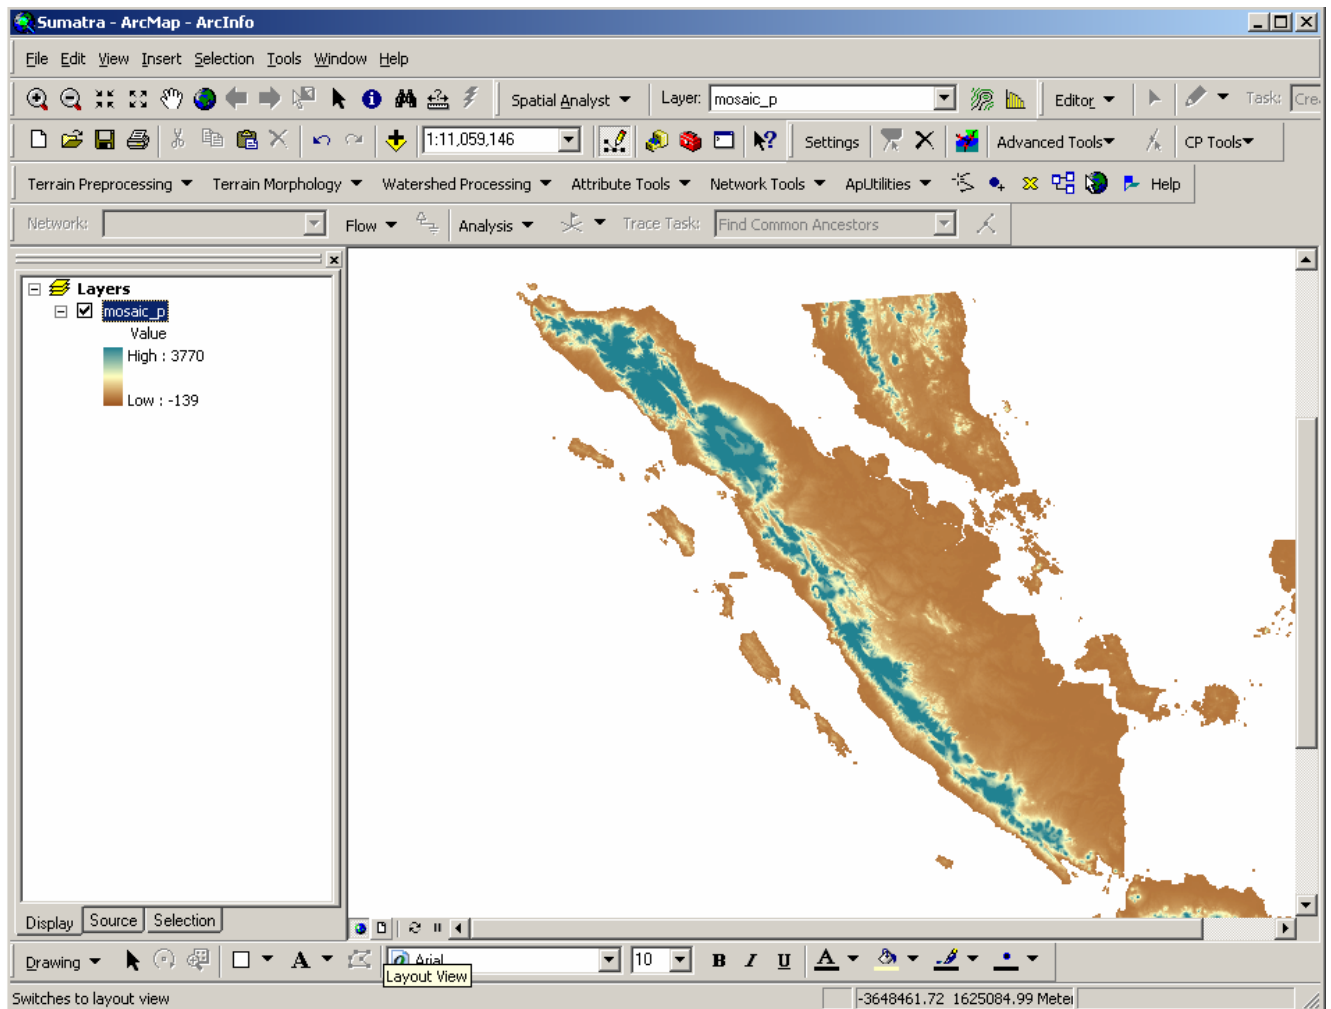 Sumatra - ArcMap - ArcInfo
File Edit View Insert Selection Tools Window Help
Spatial Analyst Layer: mosaic_p Editor Task: Cre
1:11,059,146 Settings Advanced Tools CP Tools
Terrain Preprocessing Terrain Morphology Watershed Processing Attribute Tools Network Tools ApUtilities Help
Network: Flow Analysis Trace Task: Find Common Ancestors
Layers
mosaic_p
Value
High : 3770
Low : -139
Display Source Selection
Drawing A Arial 10 B I U A
Layout View
Switches to layout view -3648461.72 1625084.99 Meter